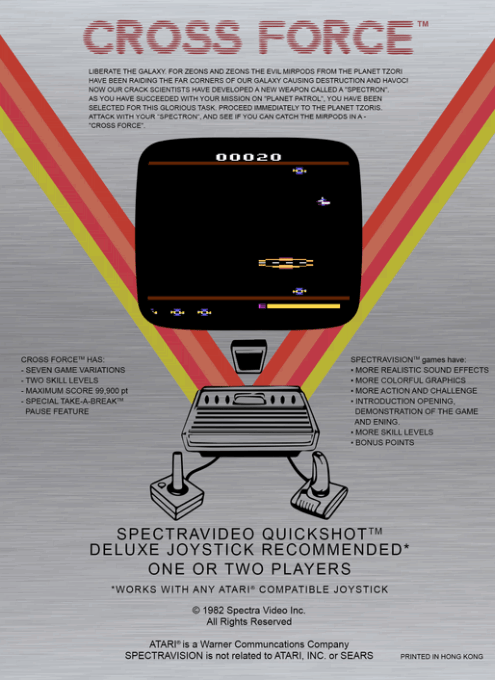 CROSS FORCE™
LIBERATE THE GALAXY. FOR ZEONS AND ZEONS THE EVIL MIRPODS FROM THE PLANET TZORI
HAVE BEEN RAIDING THE FAR CORNERS OF OUR GALAXY CAUSING DESTRUCTION AND HAVOC!
NOW OUR CRACK SCIENTISTS HAVE DEVELOPED A NEW WEAPON CALLED A "SPECTRON".
AS YOU HAVE SUCCEEDED WITH YOUR MISSION ON "PLANET PATROL", YOU HAVE BEEN
SELECTED FOR THIS GLORIOUS TASK. PROCEED IMMEDIATELY TO THE PLANET TZORIS.
ATTACK WITH YOUR "SPECTRON", AND SEE IF YOU CAN CATCH THE MIRPODS IN A -
"CROSS FORCE".
00020
CROSS FORCE™ HAS:
- SEVEN GAME VARIATIONS
- TWO SKILL LEVELS
- MAXIMUM SCORE 99,900 pt
- SPECIAL TAKE-A-BREAK™
PAUSE FEATURE
SPECTRAVISION™ games have:
• MORE REALISTIC SOUND EFFECTS
• MORE COLORFUL GRAPHICS
• MORE ACTION AND CHALLENGE
• INTRODUCTION OPENING,
DEMONSTRATION OF THE GAME
AND ENING.
• MORE SKILL LEVELS
• BONUS POINTS
SPECTRAVIDEO QUICKSHOT™
DELUXE JOYSTICK RECOMMENDED*
ONE OR TWO PLAYERS
*WORKS WITH ANY ATARI® COMPATIBLE JOYSTICK
© 1982 Spectra Video Inc.
All Rights Reserved
ATARI® is a Warner Communcations Company
SPECTRAVISION is not related to ATARI, INC. or SEARS
PRINTED IN HONG KONG